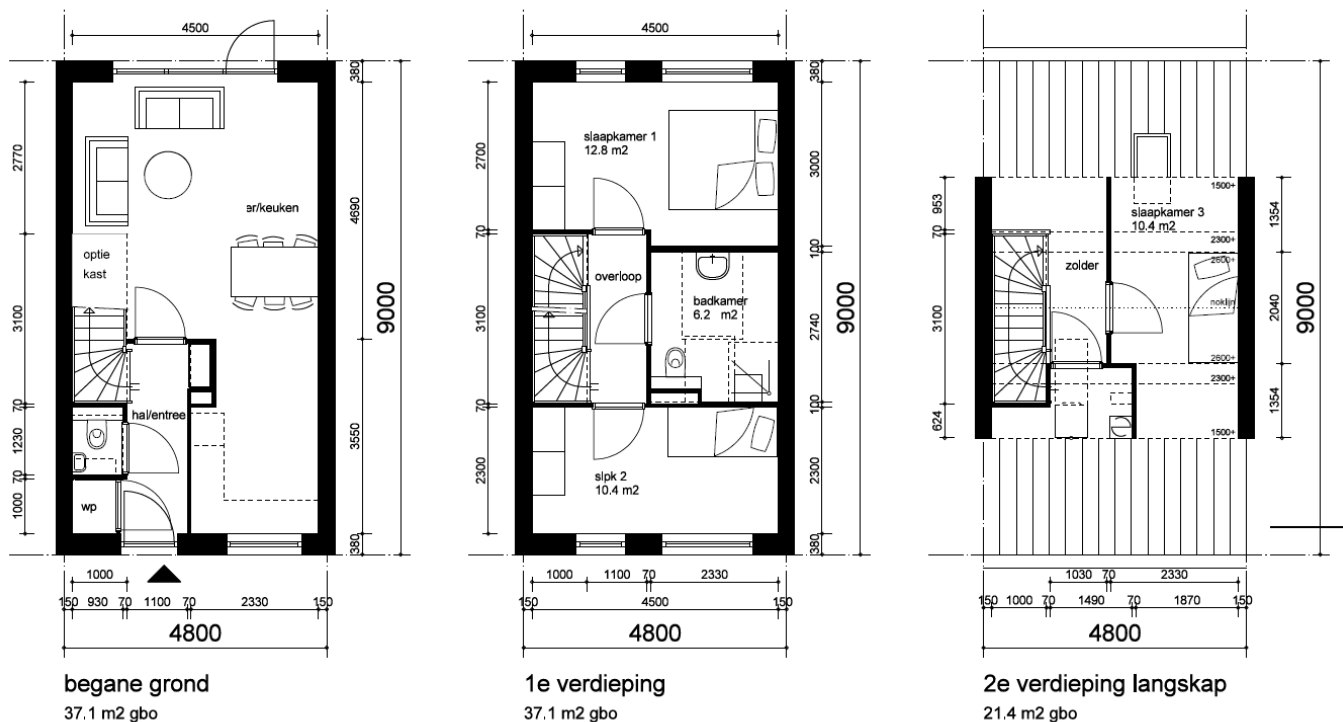 4500
380
2770
er/keuken
4690
optie
kast
3100
9000
70
hal/entree
1230
3550
70
wp
1000
380
1000
150 930 70 1100 70 2330 150
4800
begane grond
37.1 m2 gbo
4500
380
slaapkamer 1
12.8 m2
2700
3000
70
100
overloop
badkamer
6.2 m2
3100
2740
9000
70
100
slpk 2
10.4 m2
2300
2300
380
1000 1100 70 2330
150 4500 150
4800
1e verdieping
37.1 m2 gbo
1500+
953
slaapkamer 3
10.4 m2
1354
70
2300+
2600+
zolder
noklijn
3100
2040
9000
2600+
2300+
624
1354
1500+
1030 70 2330
150 1000 70 1490 70 1870 150
4800
2e verdieping langskap
21.4 m2 gbo